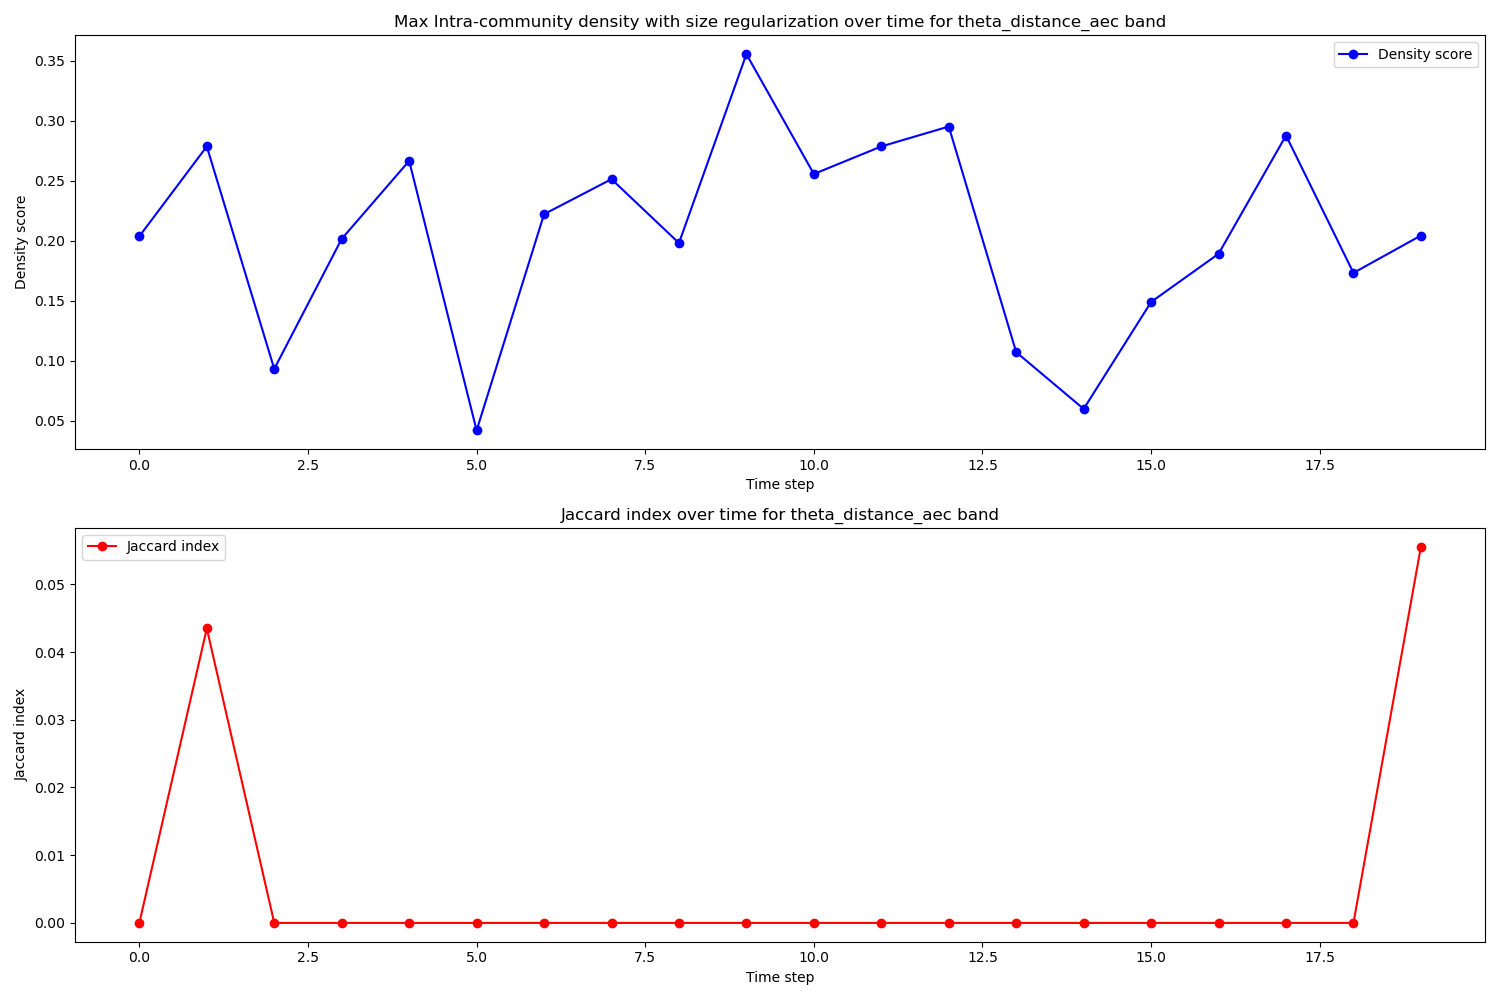 Max Intra-community density with size regularization over time for theta_distance_aec band
Density score
0.35
0.30
0.25
0.20
0.15
0.10
0.05
Density score
0.0 2.5 5.0 7.5 10.0 12.5 15.0 17.5
Time step
Jaccard index over time for theta_distance_aec band
Jaccard index
0.05
0.04
0.03
0.02
0.01
0.00
Jaccard index
0.0 2.5 5.0 7.5 10.0 12.5 15.0 17.5
Time step